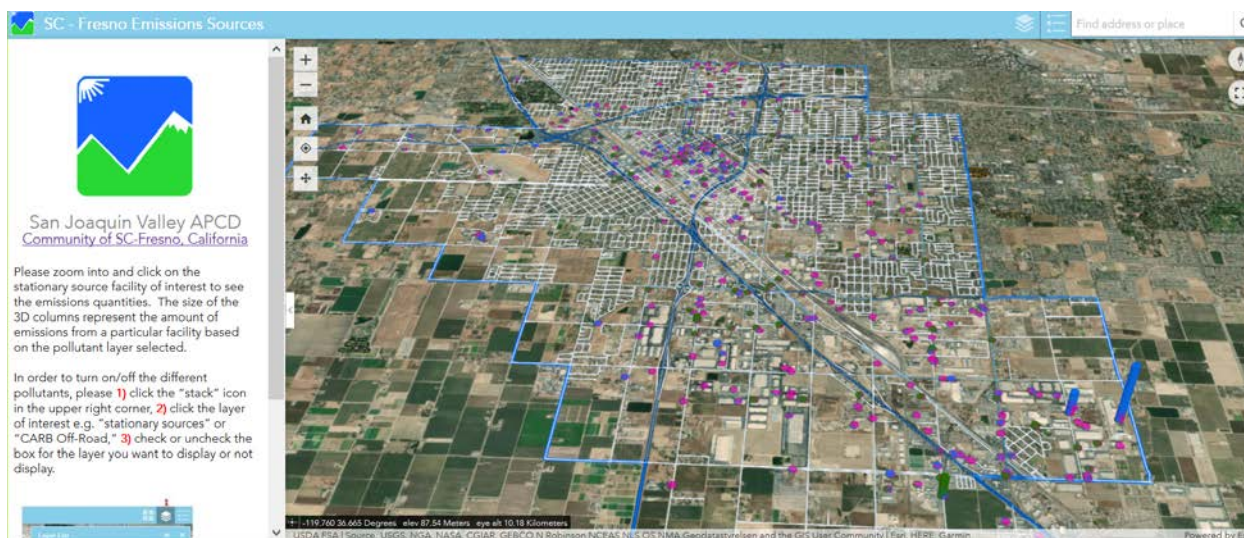 SC - Fresno Emissions Sources
Find address or place
San Joaquin Valley APCD
Community of SC-Fresno, California
Please zoom into and click on the
stationary source facility of interest to see
the emissions quantities. The size of the
3D columns represent the amount of
emissions from a particular facility based
on the pollutant layer selected.
In order to turn on/off the different
pollutants, please 1) click the “stack” icon
in the upper right corner, 2) click the layer
of interest e.g. “stationary sources” or
“CARB Off-Road,” 3) check or uncheck the
box for the layer you want to display or not
display.
1
Layer List
-119.760 36.665 Degrees elev 87.54 Meters eye alt 10.18 Kilometers
USDA FSA | Source: USGS, NGA, NASA, CGIAR, GEBCO,N Robinson,NCEAS,NLS,OS,NMA,Geodatastyrelsen and the GIS User Community | Esri, HERE, Garmin
Powered by E